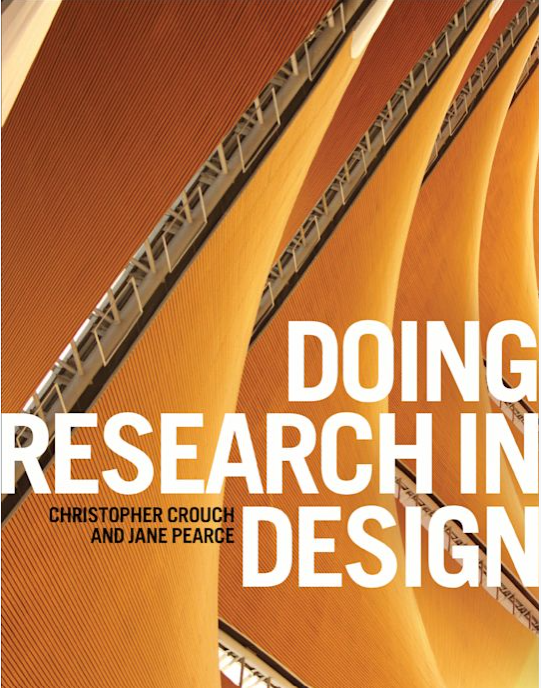 DOING
RESEARCH IN
CHRISTOPHER CROUCH
AND JANE PEARCE
DESIGN